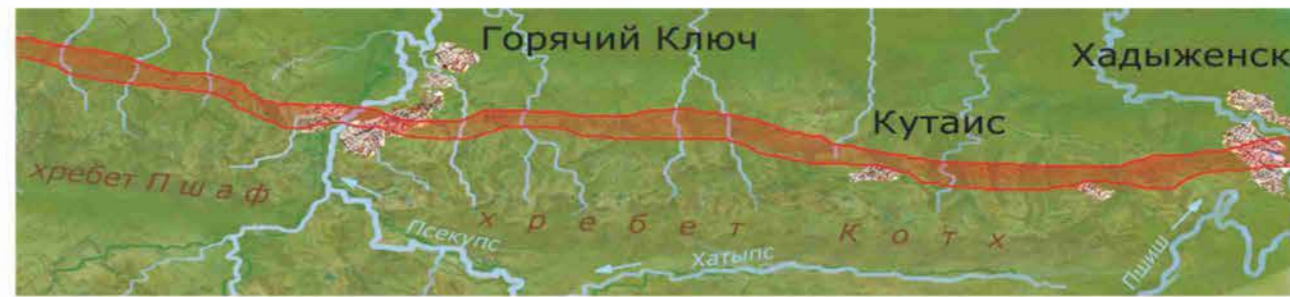 Горячий Ключ
Хадыженск
Кутаис
хребет Пшаф
хребет Котх
Псекупс
Хатыпс
Пшиш